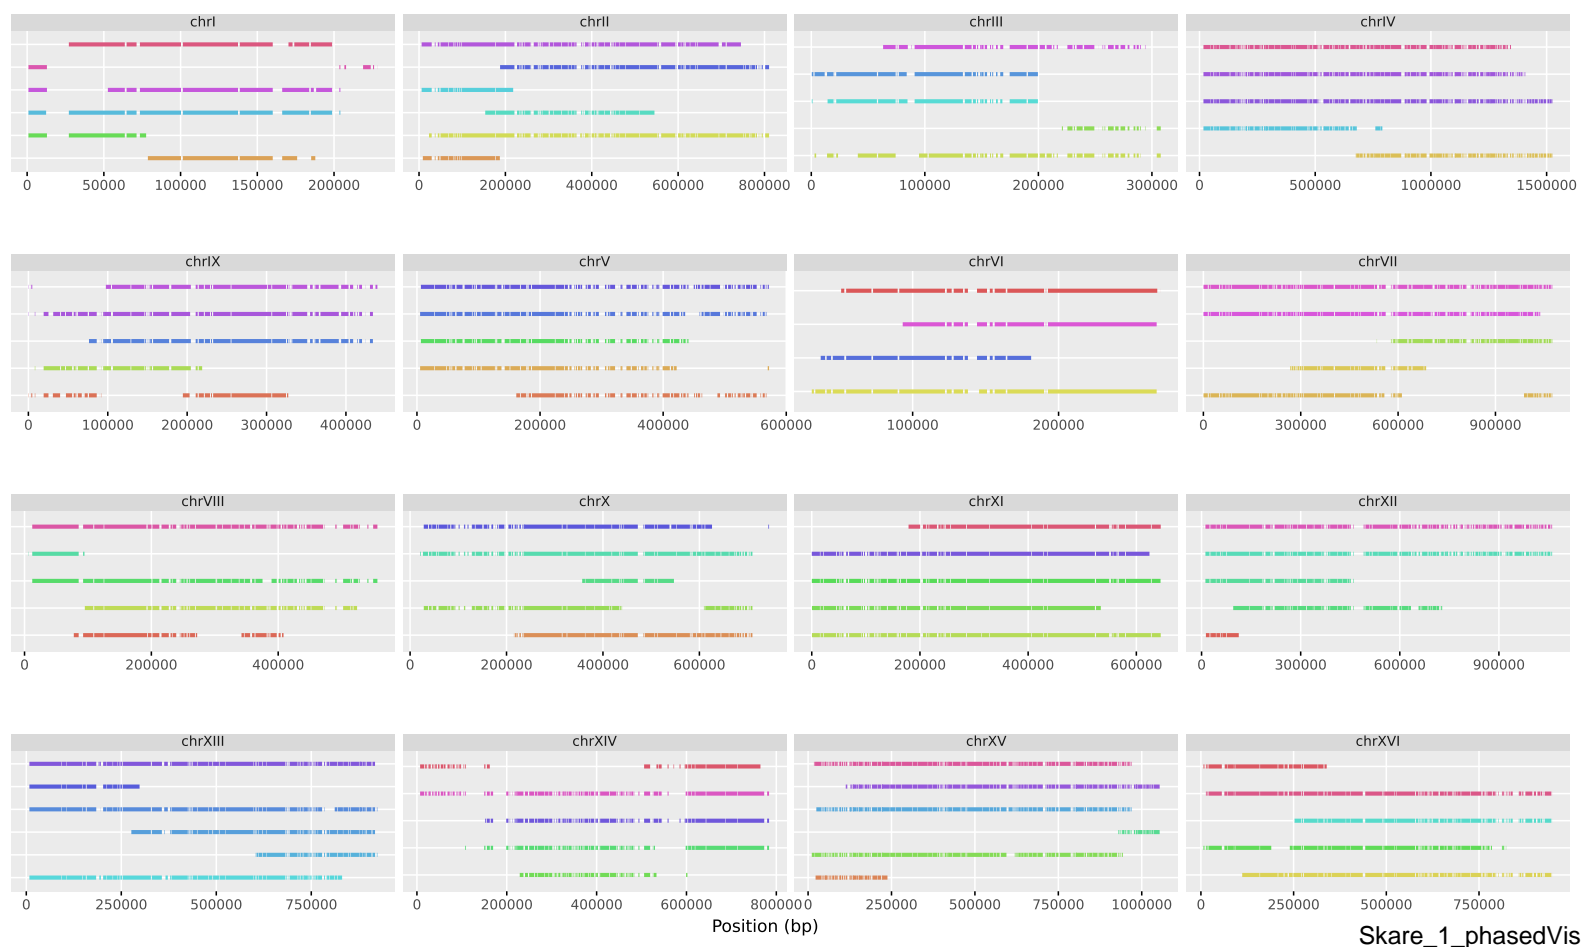 chrI chrII chrIII chrIV
0 50000 100000 150000 200000 0 200000 400000 600000 800000 0 100000 200000 300000 0 500000 1000000 1500000
chrIX chrV chrVI chrVII
0 100000 200000 300000 400000 0 200000 400000 600000 100000 200000 0 300000 600000 900000
chrVIII chrX chrXI chrXII
0 200000 400000 0 200000 400000 600000 0 200000 400000 600000 0 300000 600000 900000
chrXIII chrXIV chrXV chrXVI
0 250000 500000 750000 0 200000 400000 600000 800000 0 250000 500000 750000 1000000 0 250000 500000 750000
Position (bp)
Skare_1_phasedVis